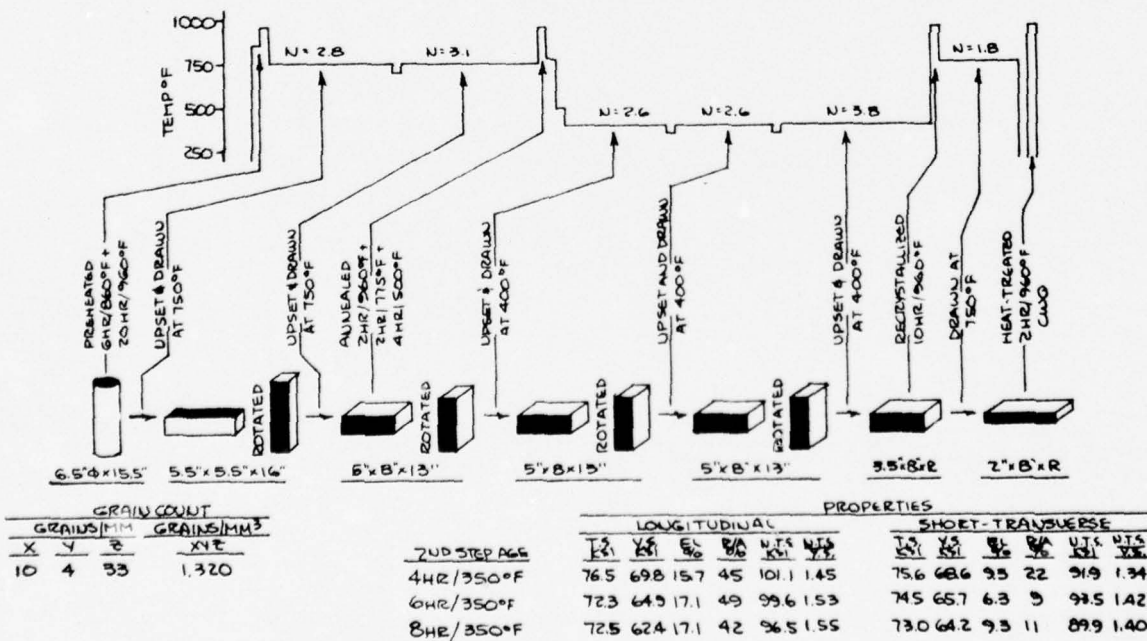 1000
750
500
250
TEMP °F
N=2.8
N=3.1
N=2.6
N=2.6
N=3.8
N=1.8
PREHEATED
6HR/860°F +
20HR/960°F
UPSET & DRAWN
AT 750°F
UPSET & DRAWN
AT 750°F
ANNEALED
2HR/960°F +
2HR/775°F +
4HR/500°F
UPSET & DRAWN
AT 400°F
UPSET AND DRAWN
AT 400°F
UPSET & DRAWN
AT 400°F
RECRYSTALLIZED
10HR/960°F
DRAWN AT
750°F
HEAT-TREATED
2HR/960°F
CWQ
ROTATED
ROTATED
ROTATED
ROTATED
6.5"Φ×15.5"
5.5"×5.5"×16"
6"×8"×13"
5"×8×13"
5"×8"×13"
3.5"×8"×R
2"×8"×R
GRAIN COUNT
GRAINS/MM GRAINS/MM³
X Y Z XYZ
10 4 33 1,320
PROPERTIES
LONGITUDINAL SHORT-TRANSVERSE
2ND STEP AGE T.S. KSI Y.S. KSI EL % R/A % N.T.S. KSI N.T.S. Y.S. T.S. KSI Y.S. KSI EL % R/A % N.T.S. KSI N.T.S. Y.S.
4HR/350°F 76.5 69.8 15.7 45 101.1 1.45 75.6 68.6 9.3 22 91.9 1.34
6HR/350°F 72.3 64.9 17.1 49 99.6 1.53 74.5 65.7 6.3 9 93.5 1.42
8HR/350°F 72.5 62.4 17.1 42 96.5 1.55 73.0 64.2 9.3 11 89.9 1.40